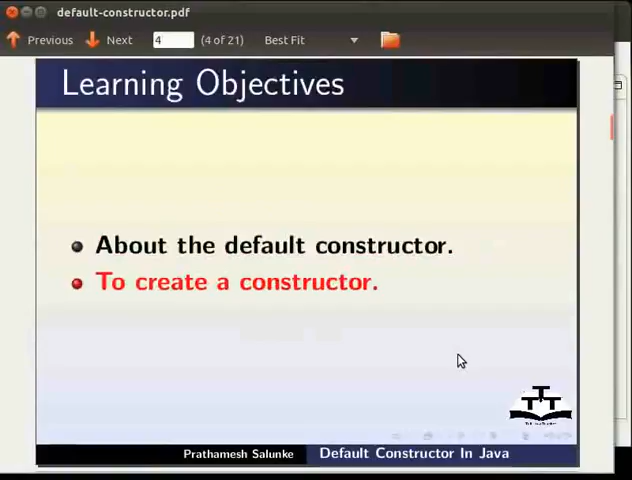 default-constructor.pdf
Previous Next 4 (4 of 21) Best Fit
Learning Objectives
About the default constructor.
To create a constructor.
Prathamesh Salunke Default Constructor In Java